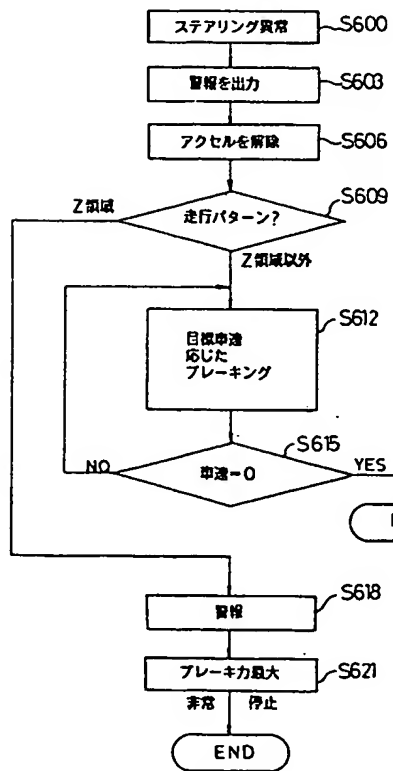 ステアリング異常
S600
警報を出力
S603
アクセルを解除
S606
走行パターン?
S609
Z領域
Z領域以外
目標車速
応じた
ブレーキング
S612
車速=0
S615
NO
YES
警報
S618
ブレーキ力最大
S621
非常 停止
END